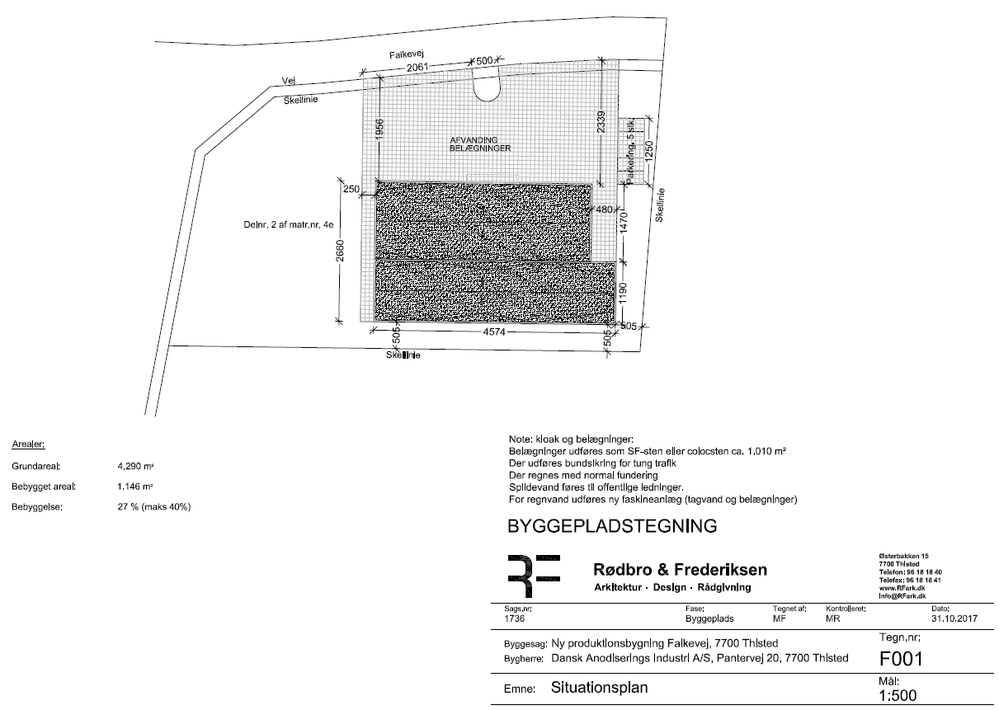 Falkevej
2061
500
Vej
Skellinie
1956
2339
AFVANDING
BELÆGNINGER
Parkering, 5 stk.
1250
250
Skellinie
480
1470
Delnr. 2 af matr.nr. 4e
2660
1190
505
4574
505
505
Skellinie
Arealer:
Grundareal: 4.290 m²
Bebygget areal: 1.146 m²
Bebyggelse: 27 % (maks 40%)
Note: kloak og belægninger:
Belægninger udføres som SF-sten eller colocsten ca. 1.010 m²
Der udføres bundsikring for tung trafik
Der regnes med normal fundering
Spildevand føres til offentlige ledninger.
For regnvand udføres ny faskineanlæg (tagvand og belægninger)
BYGGEPLADSTEGNING
RF
Rødbro & Frederiksen
Arkitektur · Design · Rådgivning
Østerbakken 15
7700 Thisted
Telefon: 96 18 18 40
Telefax: 96 18 18 41
www.RFark.dk
info@RFark.dk
Sags.nr: Fase: Tegnet af: Kontrolleret: Dato:
1736 Byggeplads MF MR 31.10.2017
Byggesag: Ny produktionsbygning Falkevej, 7700 Thisted
Bygherre: Dansk Anodiserings Industri A/S, Pantervej 20, 7700 Thisted
Tegn.nr:
F001
Emne: Situationsplan
Mål:
1:500